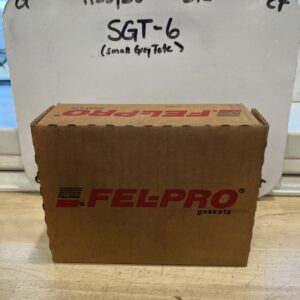 SGT-6
(small Grey Tote)
FEL-PRO
FEL-PRO®
gaskets